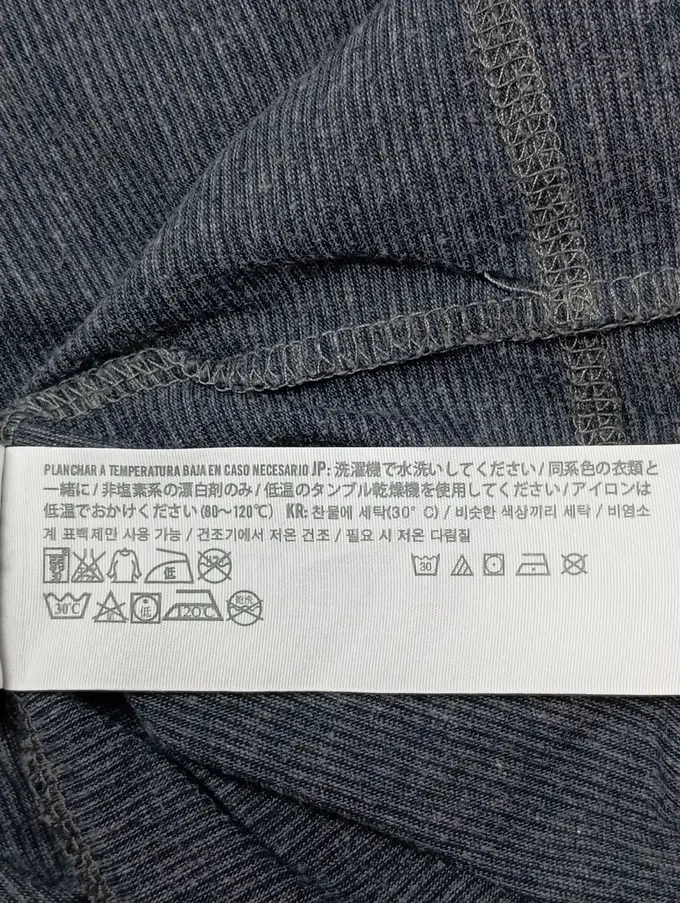 PLANCHAR A TEMPERATURA BAJA EN CASO NECESARIO JP: 洗濯機で水洗いしてください / 同系色の衣類と
一緒に / 非塩素系の漂白剤のみ / 低温のタンブル乾燥機を使用してください / アイロンは
低温でおかけください (80～120℃) KR: 찬물에 세탁(30° C) / 비슷한 색상끼리 세탁 / 비염소
계 표백제만 사용 가능 / 건조기에서 저온 건조 / 필요 시 저온 다림질
低 30
30°C 低 120℃ 乾洗